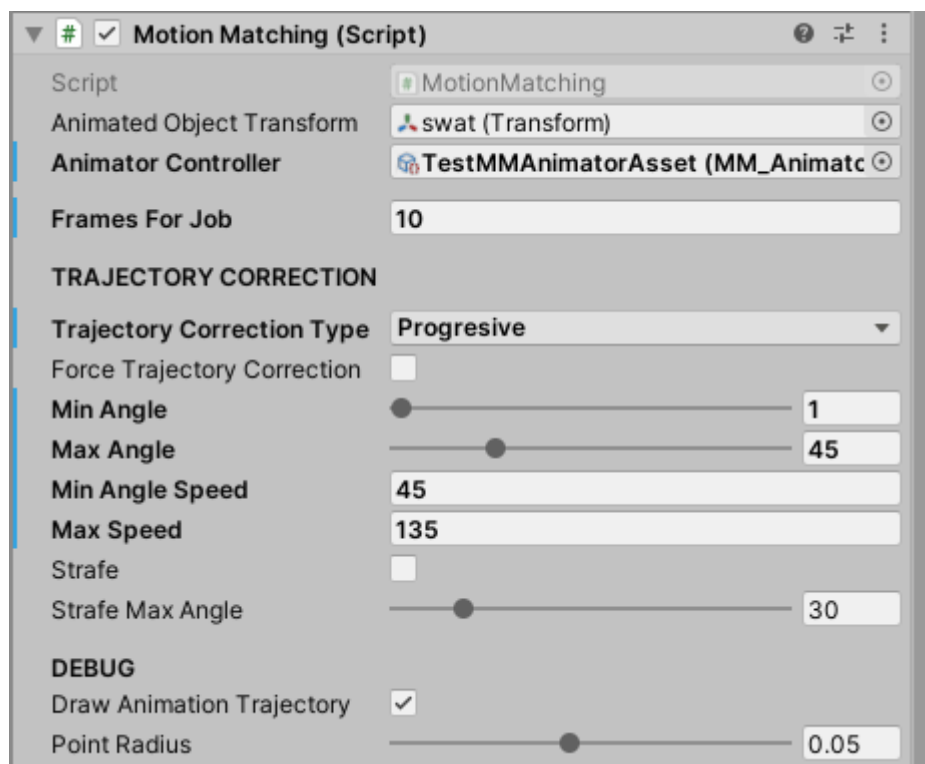 # Motion Matching (Script)
Script # MotionMatching
Animated Object Transform swat (Transform)
Animator Controller TestMMAnimatorAsset (MM_Animatc
Frames For Job 10
TRAJECTORY CORRECTION
Trajectory Correction Type Progresive
Force Trajectory Correction
Min Angle 1
Max Angle 45
Min Angle Speed 45
Max Speed 135
Strafe
Strafe Max Angle 30
DEBUG
Draw Animation Trajectory
Point Radius 0.05